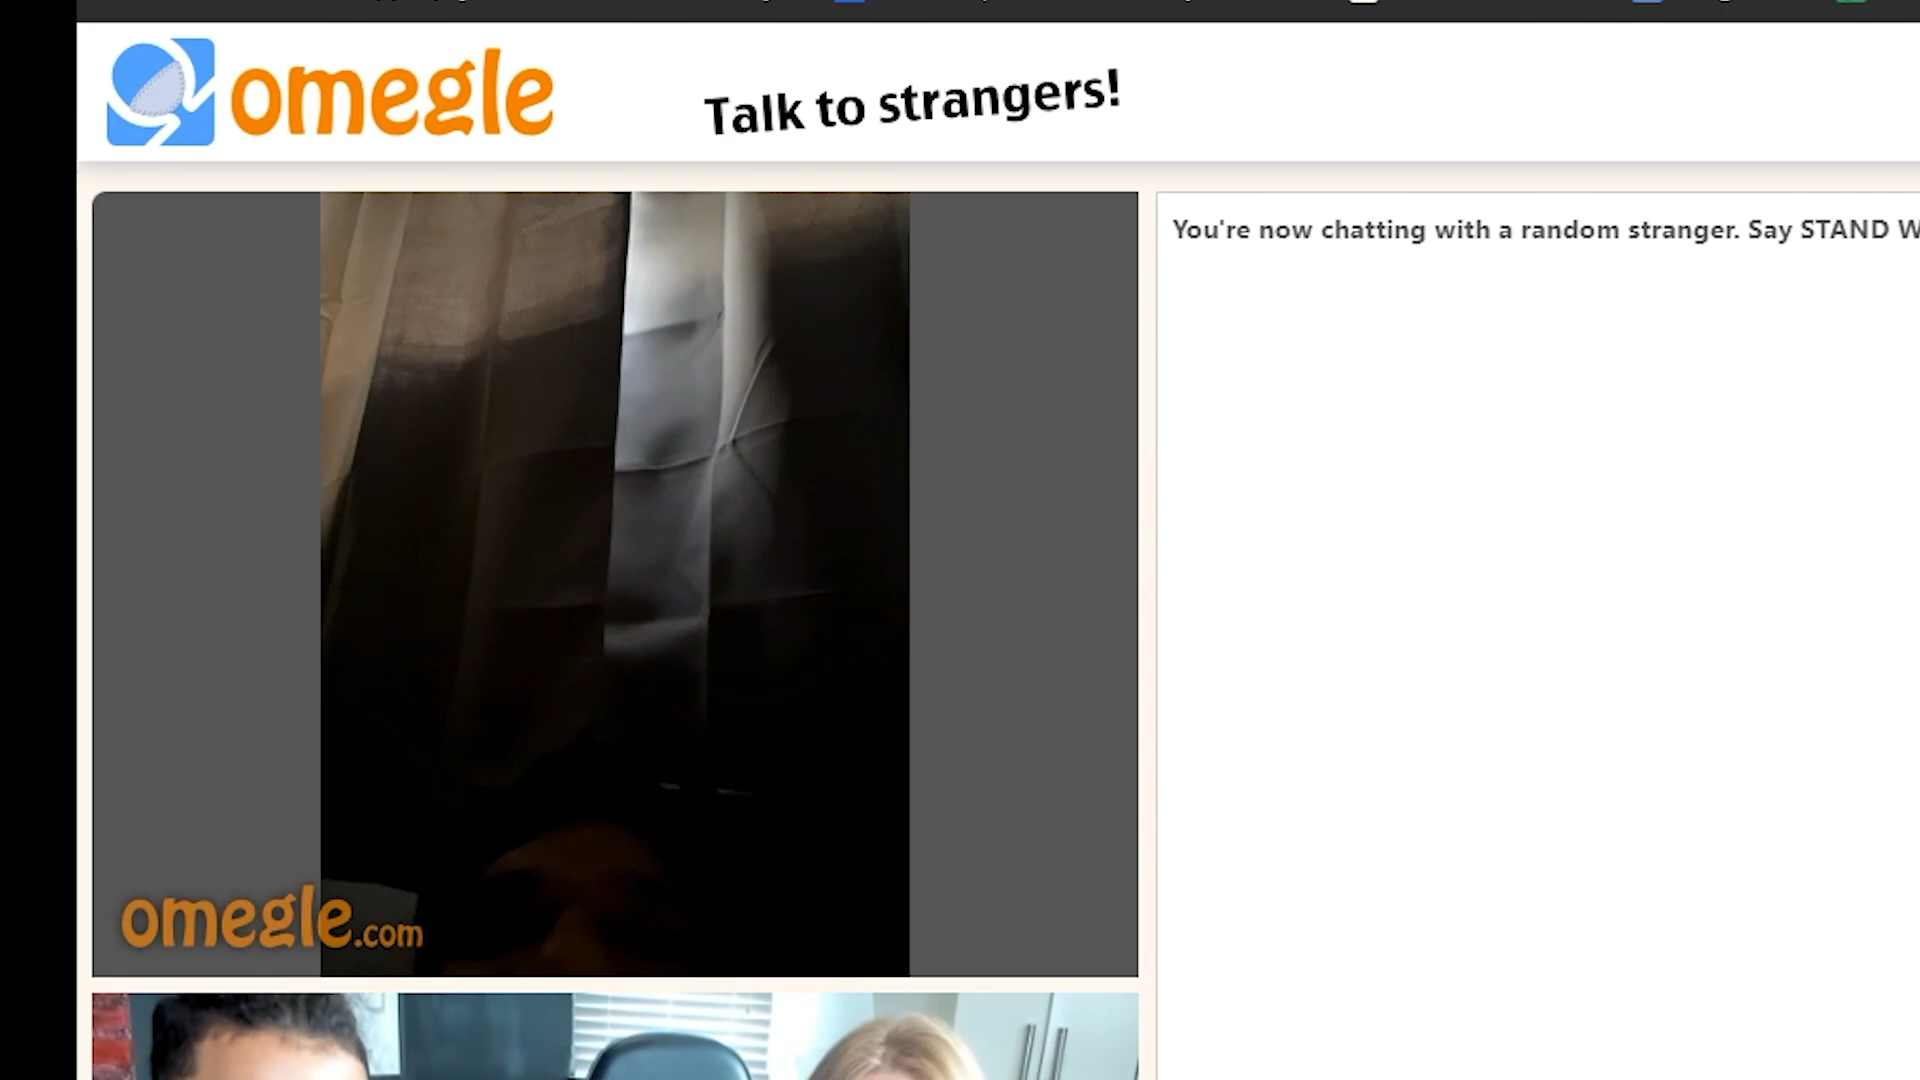 omegle
Talk to strangers!
You're now chatting with a random stranger. Say STAND W
omegle.com